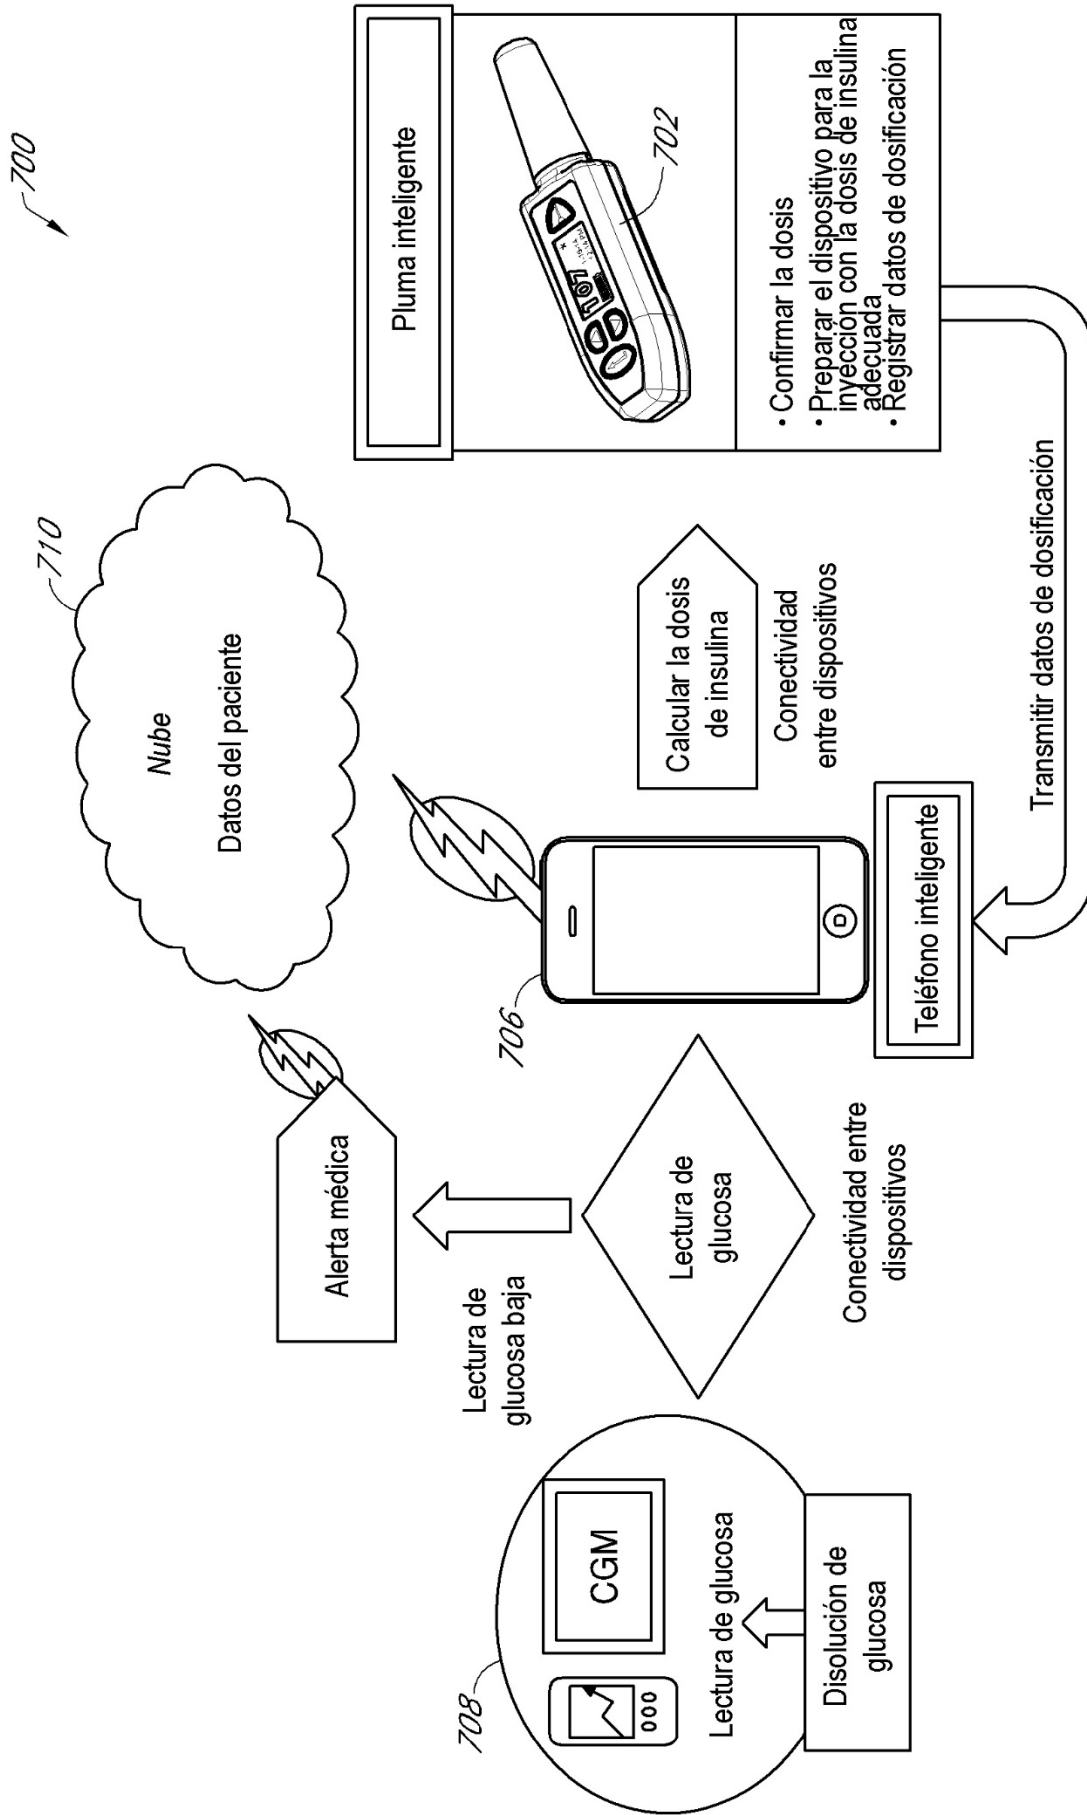 700
710
Nube
Datos del paciente
Alerta médica
Lectura de
glucosa baja
708
CGM
Lectura de glucosa
Disolución de
glucosa
Lectura de
glucosa
Conectividad entre
dispositivos
706
Teléfono inteligente
Calcular la dosis
de insulina
Conectividad
entre dispositivos
Pluma inteligente
702
107
• Confirmar la dosis
• Preparar el dispositivo para la
inyección con la dosis de insulina
adecuada
• Registrar datos de dosificación
Transmitir datos de dosificación